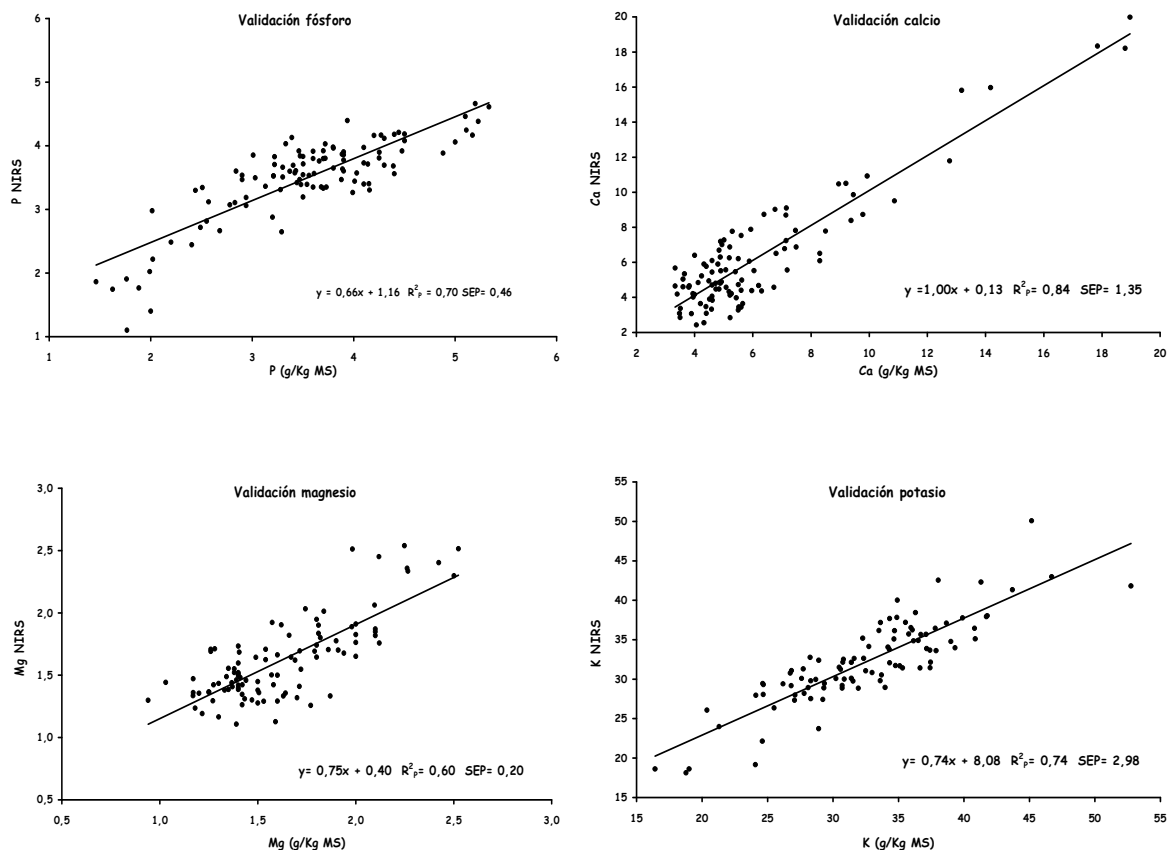 Validación fósforo
6
5
4
3
2
1
P NIRS
y = 0,66x + 1,16 R²ₚ = 0,70 SEP= 0,46
1 2 3 4 5 6
P (g/Kg MS)
Validación calcio
20
18
16
14
12
10
8
6
4
2
Ca NIRS
y =1,00x + 0,13 R²ₚ = 0,84 SEP= 1,35
2 4 6 8 10 12 14 16 18 20
Ca (g/Kg MS)
Validación magnesio
3,0
2,5
2,0
1,5
1,0
0,5
Mg NIRS
y= 0,75x + 0,40 R²ₚ= 0,60 SEP= 0,20
0,5 1,0 1,5 2,0 2,5 3,0
Mg (g/Kg MS)
Validación potasio
55
50
45
40
35
30
25
20
15
K NIRS
y= 0,74x + 8,08 R²ₚ = 0,74 SEP= 2,98
15 20 25 30 35 40 45 50 55
K (g/Kg MS)